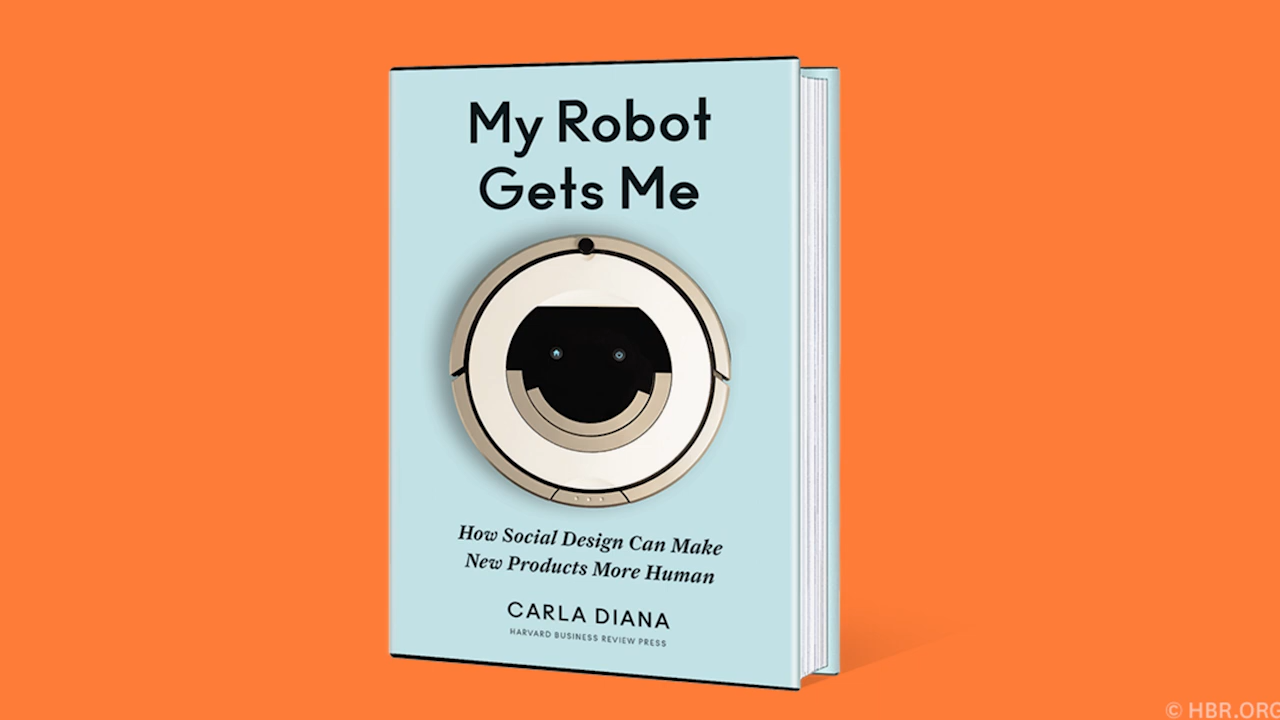 My Robot
Gets Me
How Social Design Can Make
New Products More Human
CARLA DIANA
HARVARD BUSINESS REVIEW PRESS
© HBR.ORG